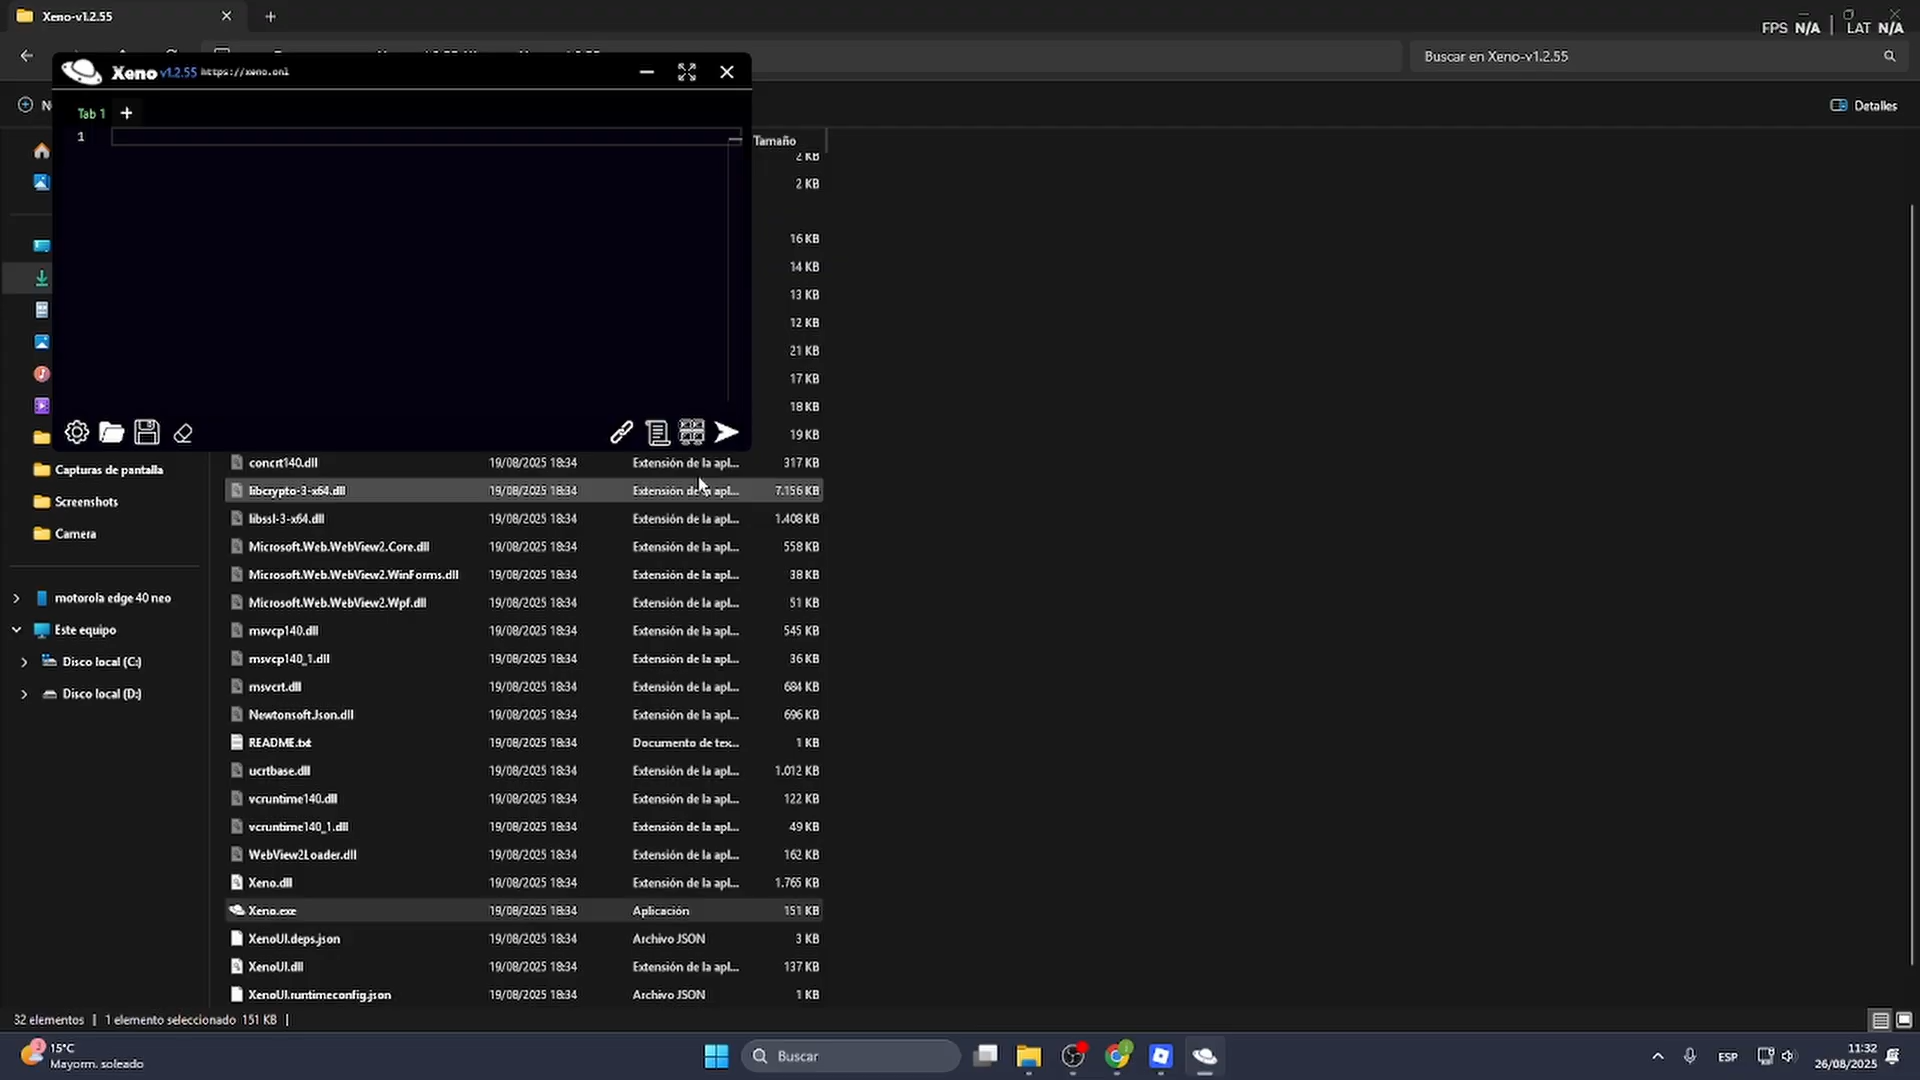 Xeno-v1.2.55
FPS N/A | LAT N/A
Buscar en Xeno-v1.2.55
Detalles
Xeno v1.2.55 https://xeno.onl
Tab 1 +
1
Tamaño
2 KB
2 KB
16 KB
14 KB
13 KB
12 KB
21 KB
17 KB
18 KB
19 KB
concrt140.dll 19/08/2025 18:34 Extensión de la apl... 317 KB
libcrypto-3-x64.dll 19/08/2025 18:34 Extensión de la apl... 7.156 KB
libssl-3-x64.dll 19/08/2025 18:34 Extensión de la apl... 1.408 KB
Microsoft.Web.WebView2.Core.dll 19/08/2025 18:34 Extensión de la apl... 558 KB
Microsoft.Web.WebView2.WinForms.dll 19/08/2025 18:34 Extensión de la apl... 38 KB
Microsoft.Web.WebView2.Wpf.dll 19/08/2025 18:34 Extensión de la apl... 51 KB
msvcp140.dll 19/08/2025 18:34 Extensión de la apl... 545 KB
msvcp140_1.dll 19/08/2025 18:34 Extensión de la apl... 36 KB
msvcrt.dll 19/08/2025 18:34 Extensión de la apl... 684 KB
Newtonsoft.Json.dll 19/08/2025 18:34 Extensión de la apl... 696 KB
README.txt 19/08/2025 18:34 Documento de tex... 1 KB
ucrtbase.dll 19/08/2025 18:34 Extensión de la apl... 1.012 KB
vcruntime140.dll 19/08/2025 18:34 Extensión de la apl... 122 KB
vcruntime140_1.dll 19/08/2025 18:34 Extensión de la apl... 49 KB
WebView2Loader.dll 19/08/2025 18:34 Extensión de la apl... 162 KB
Xeno.dll 19/08/2025 18:34 Extensión de la apl... 1.765 KB
Xeno.exe 19/08/2025 18:34 Aplicación 151 KB
XenoUI.deps.json 19/08/2025 18:34 Archivo JSON 3 KB
XenoUI.dll 19/08/2025 18:34 Extensión de la apl... 137 KB
XenoUI.runtimeconfig.json 19/08/2025 18:34 Archivo JSON 1 KB
Capturas de pantalla
Screenshots
Camera
motorola edge 40 neo
Este equipo
Disco local (C:)
Disco local (D:)
32 elementos | 1 elemento seleccionado 151 KB |
15°C
Mayorm. soleado
Buscar
ESP
11:32
26/08/2025